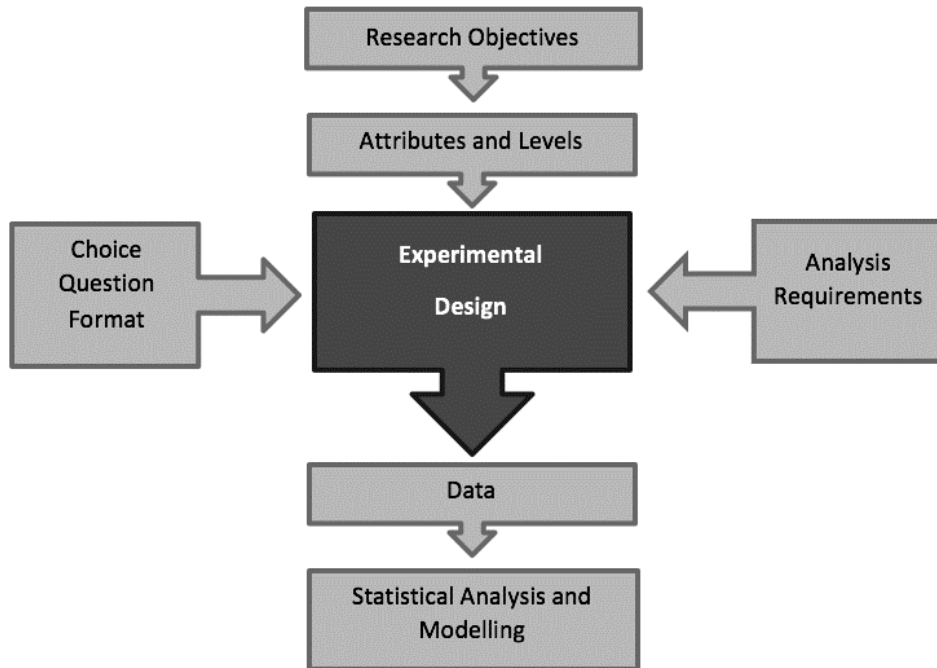 Research Objectives
Attributes and Levels
Choice
Question
Format
Experimental
Design
Analysis
Requirements
Data
Statistical Analysis and
Modelling